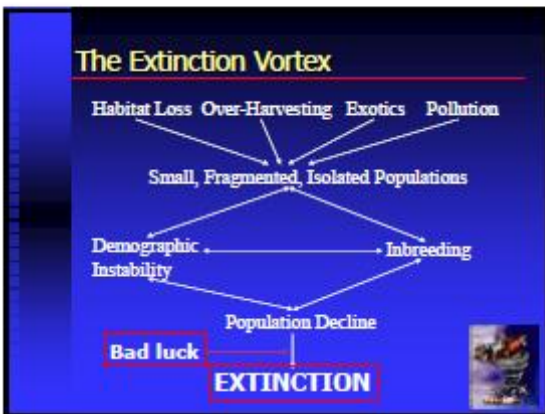 The Extinction Vortex
Habitat Loss Over-Harvesting Exotics Pollution
Small, Fragmented, Isolated Populations
Demographic
Instability
Inbreeding
Population Decline
Bad luck
EXTINCTION